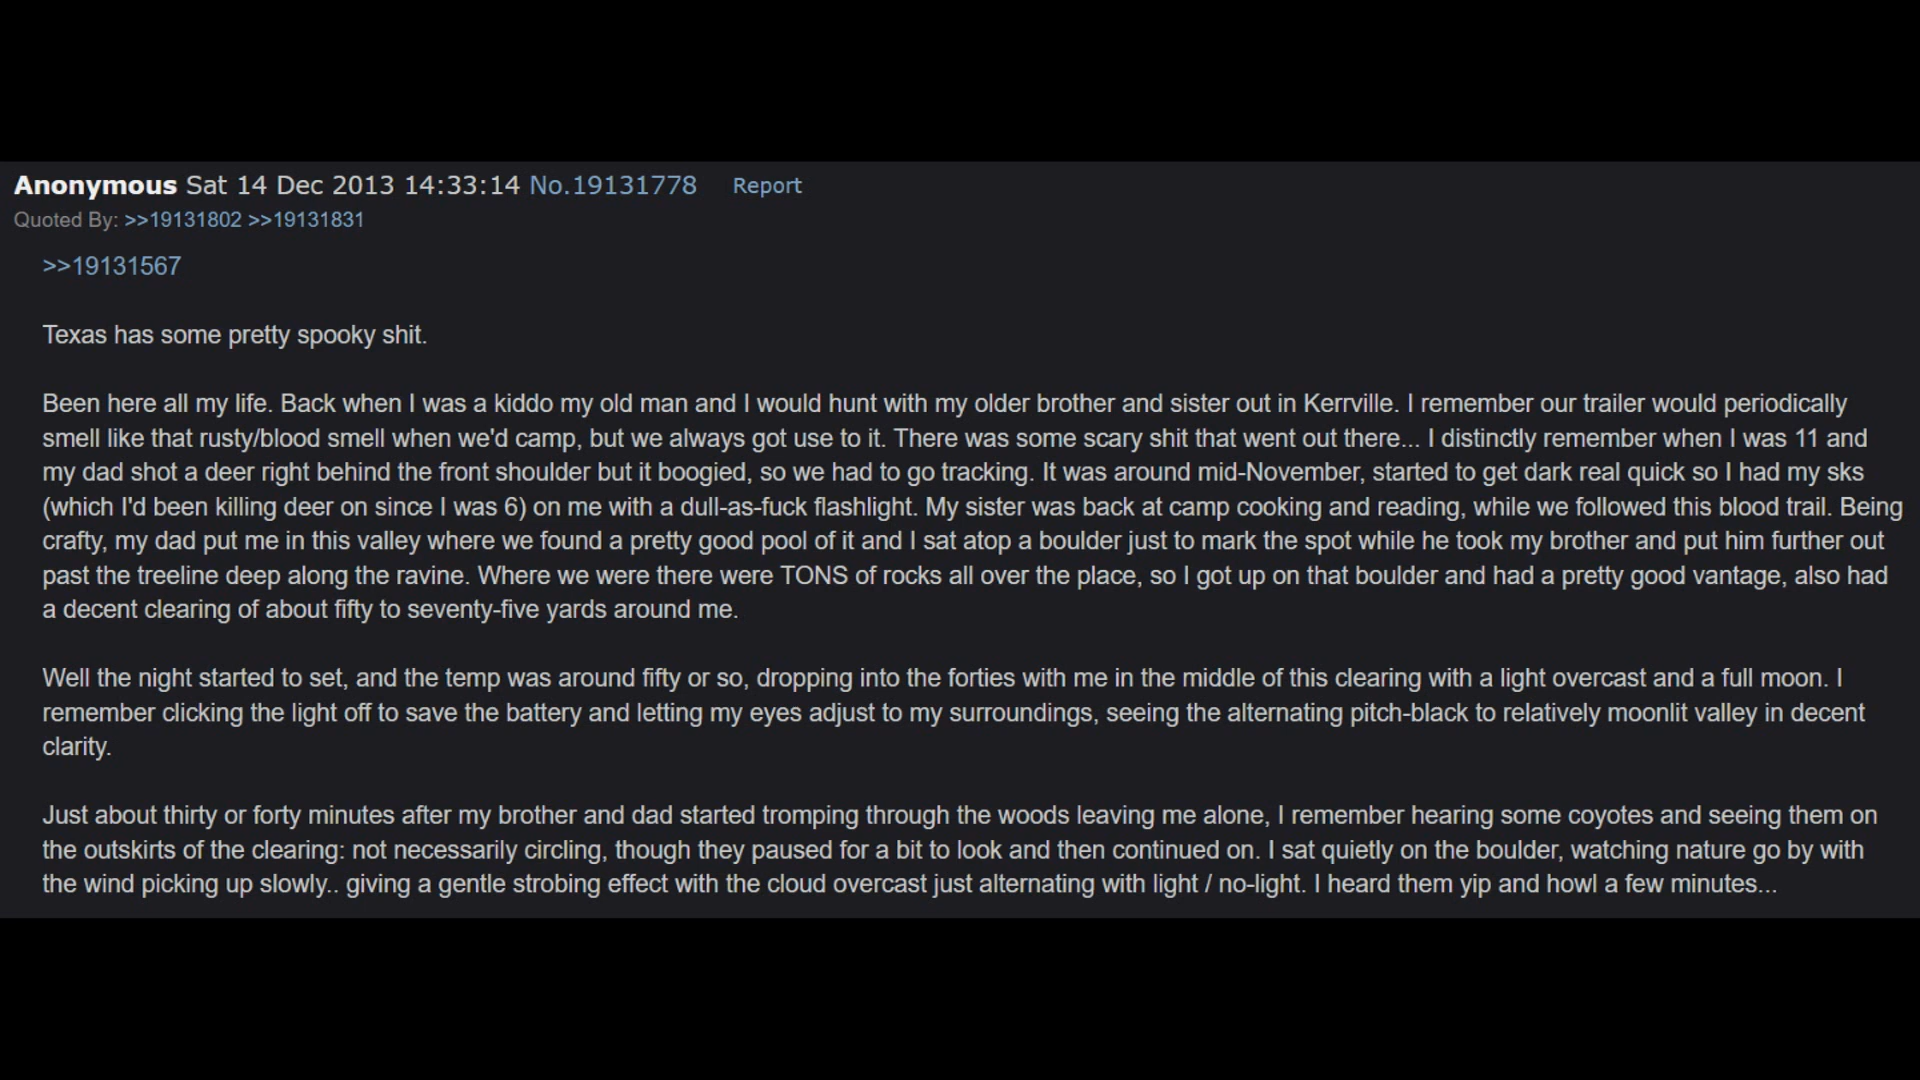 Anonymous Sat 14 Dec 2013 14:33:14 No.19131778 Report
Quoted By: >>19131802 >>19131831
>>19131567
Texas has some pretty spooky shit.
Been here all my life. Back when I was a kiddo my old man and I would hunt with my older brother and sister out in Kerrville. I remember our trailer would periodically
smell like that rusty/blood smell when we'd camp, but we always got use to it. There was some scary shit that went out there... I distinctly remember when I was 11 and
my dad shot a deer right behind the front shoulder but it boogied, so we had to go tracking. It was around mid-November, started to get dark real quick so I had my sks
(which I'd been killing deer on since I was 6) on me with a dull-as-fuck flashlight. My sister was back at camp cooking and reading, while we followed this blood trail. Being
crafty, my dad put me in this valley where we found a pretty good pool of it and I sat atop a boulder just to mark the spot while he took my brother and put him further out
past the treeline deep along the ravine. Where we were there were TONS of rocks all over the place, so I got up on that boulder and had a pretty good vantage, also had
a decent clearing of about fifty to seventy-five yards around me.
Well the night started to set, and the temp was around fifty or so, dropping into the forties with me in the middle of this clearing with a light overcast and a full moon. I
remember clicking the light off to save the battery and letting my eyes adjust to my surroundings, seeing the alternating pitch-black to relatively moonlit valley in decent
clarity.
Just about thirty or forty minutes after my brother and dad started tromping through the woods leaving me alone, I remember hearing some coyotes and seeing them on
the outskirts of the clearing: not necessarily circling, though they paused for a bit to look and then continued on. I sat quietly on the boulder, watching nature go by with
the wind picking up slowly.. giving a gentle strobing effect with the cloud overcast just alternating with light / no-light. I heard them yip and howl a few minutes...